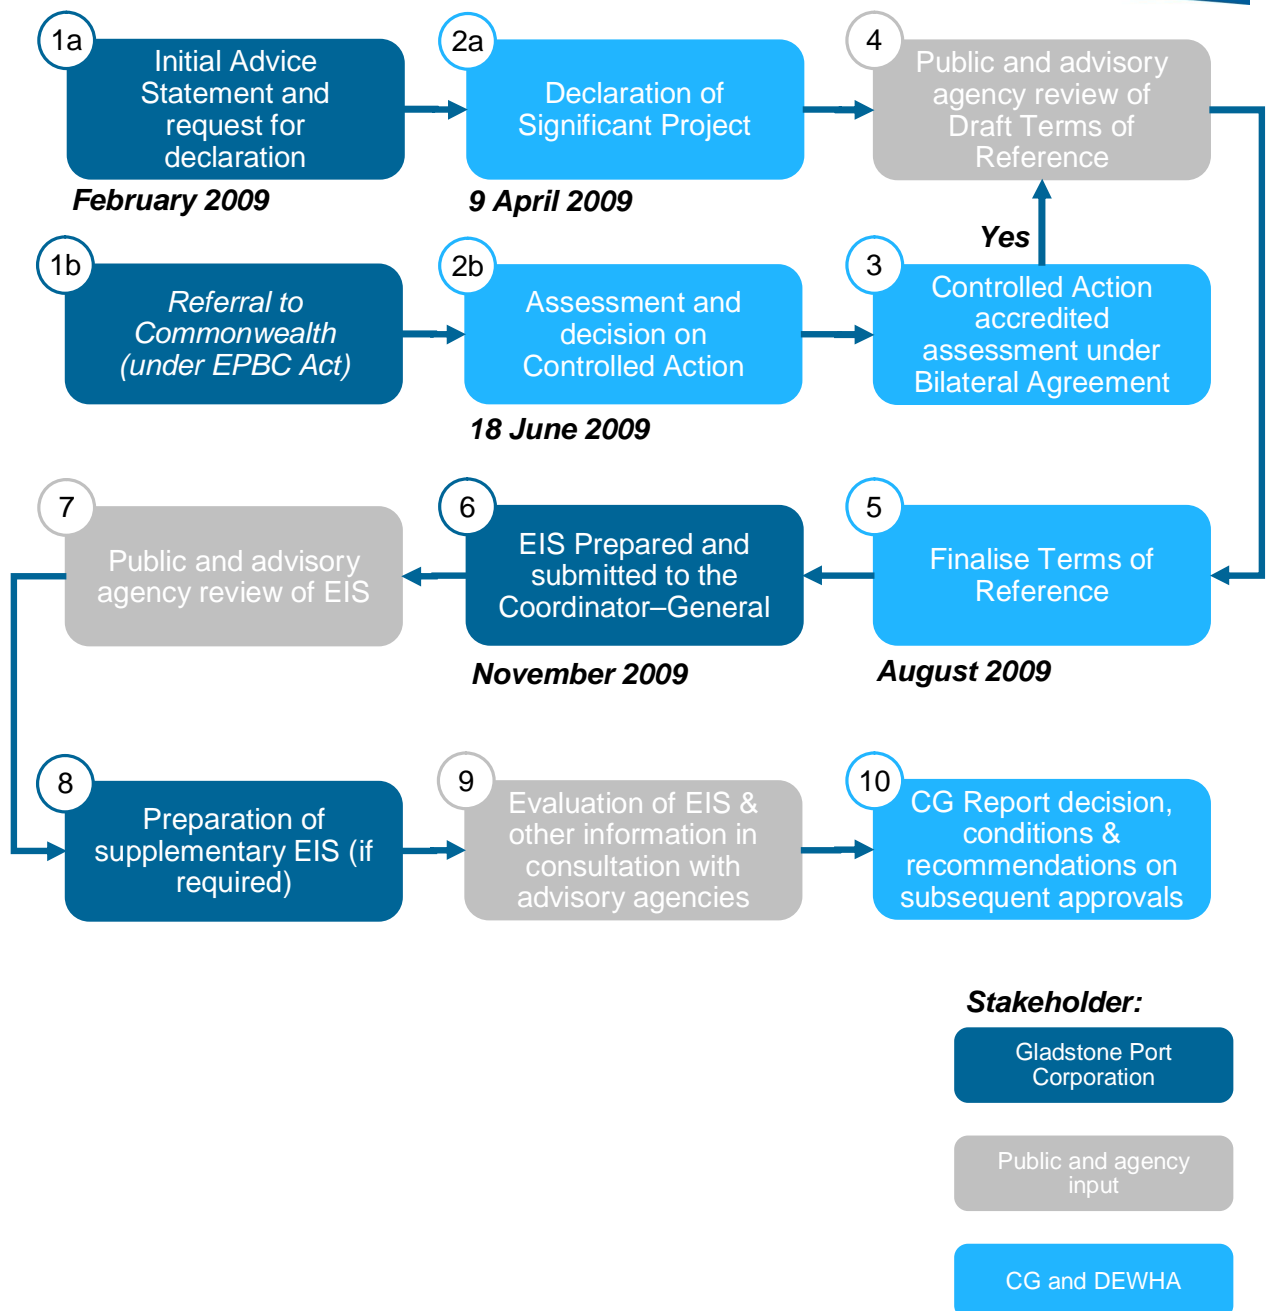 1a
Initial Advice
Statement and
request for
declaration
February 2009
2a
Declaration of
Significant Project
9 April 2009
4
Public and advisory
agency review of
Draft Terms of
Reference
Yes
1b
Referral to
Commonwealth
(under EPBC Act)
2b
Assessment and
decision on
Controlled Action
18 June 2009
3
Controlled Action
accredited
assessment under
Bilateral Agreement
7
Public and advisory
agency review of EIS
6
EIS Prepared and
submitted to the
Coordinator–General
November 2009
5
Finalise Terms of
Reference
August 2009
8
Preparation of
supplementary EIS (if
required)
9
Evaluation of EIS &
other information in
consultation with
advisory agencies
10
CG Report decision,
conditions &
recommendations on
subsequent approvals
Stakeholder:
Gladstone Port
Corporation
Public and agency
input
CG and DEWHA